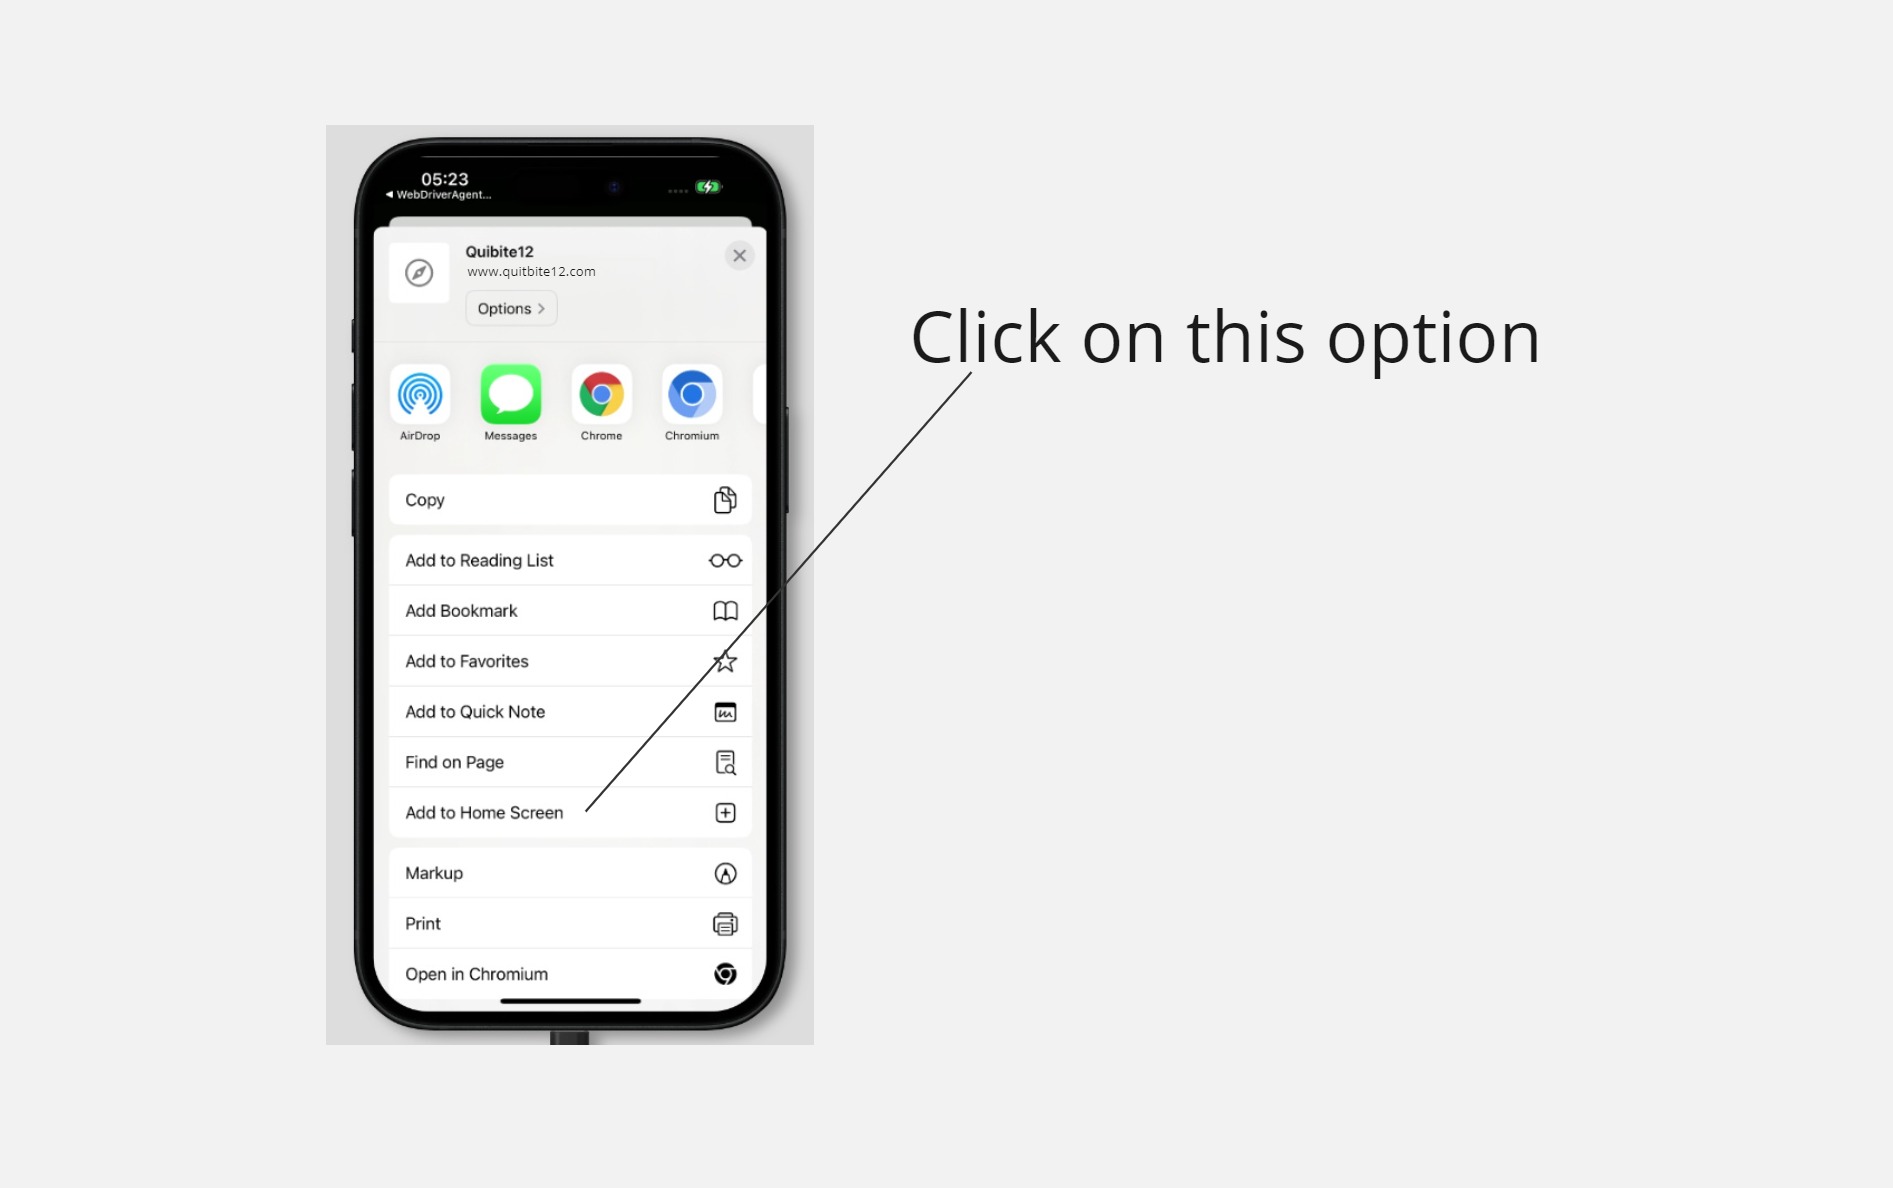 05:23
◀ WebDriverAgent...
Quibite12
www.quitbite12.com
Options >
Click on this option
AirDrop
Messages
Chrome
Chromium
Copy
Add to Reading List
Add Bookmark
Add to Favorites
Add to Quick Note
Find on Page
Add to Home Screen
Markup
Print
Open in Chromium